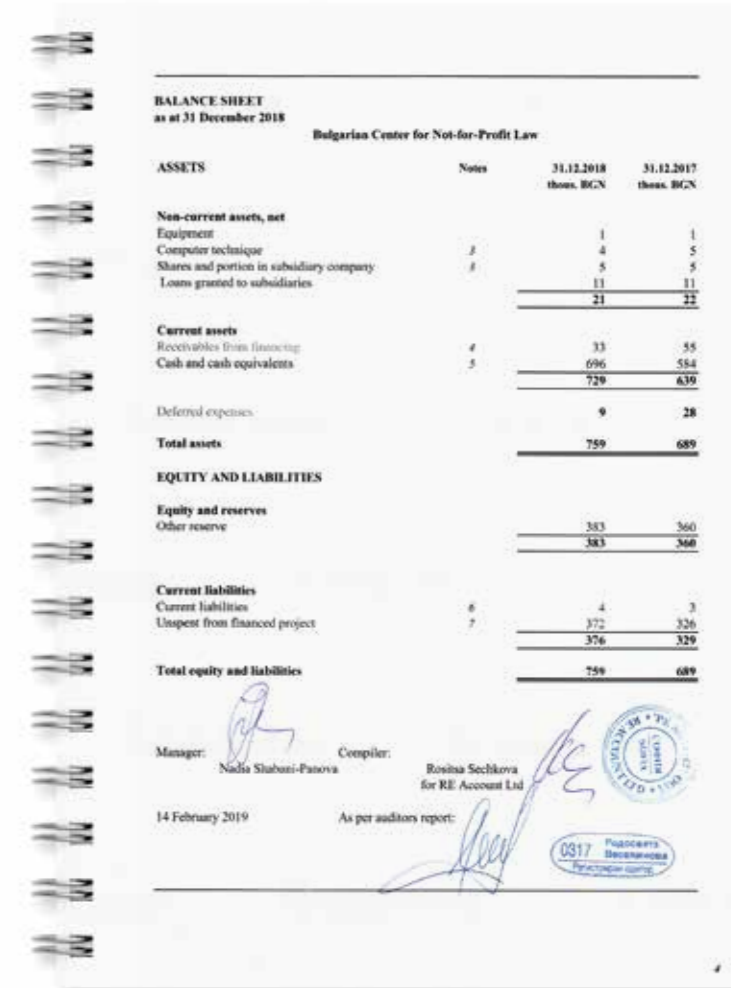 BALANCE SHEET
as at 31 December 2018
Bulgarian Center for Not-for-Profit Law
ASSETS Notes 31.12.2018 31.12.2017
thous. BGN thous. BGN
Non-current assets, net
Equipment 1 1
Computer technique 3 4 5
Shares and portion in subsidiary company 3 5 5
Loans granted to subsidiaries 11 11
21 22
Current assets
Receivables from financing 4 33 55
Cash and cash equivalents 5 696 584
729 639
Deferred expenses 9 28
Total assets 759 689
EQUITY AND LIABILITIES
Equity and reserves
Other reserve 383 360
383 360
Current liabilities
Current liabilities 6 4 3
Unspent from financed project 7 372 326
376 329
Total equity and liabilities 759 689
Manager: Compiler:
Nadia Shabani-Panova Rositsa Sechkova
for RE Account Ltd
14 February 2019 As per auditors report:
0317
Регистриран одитор
4